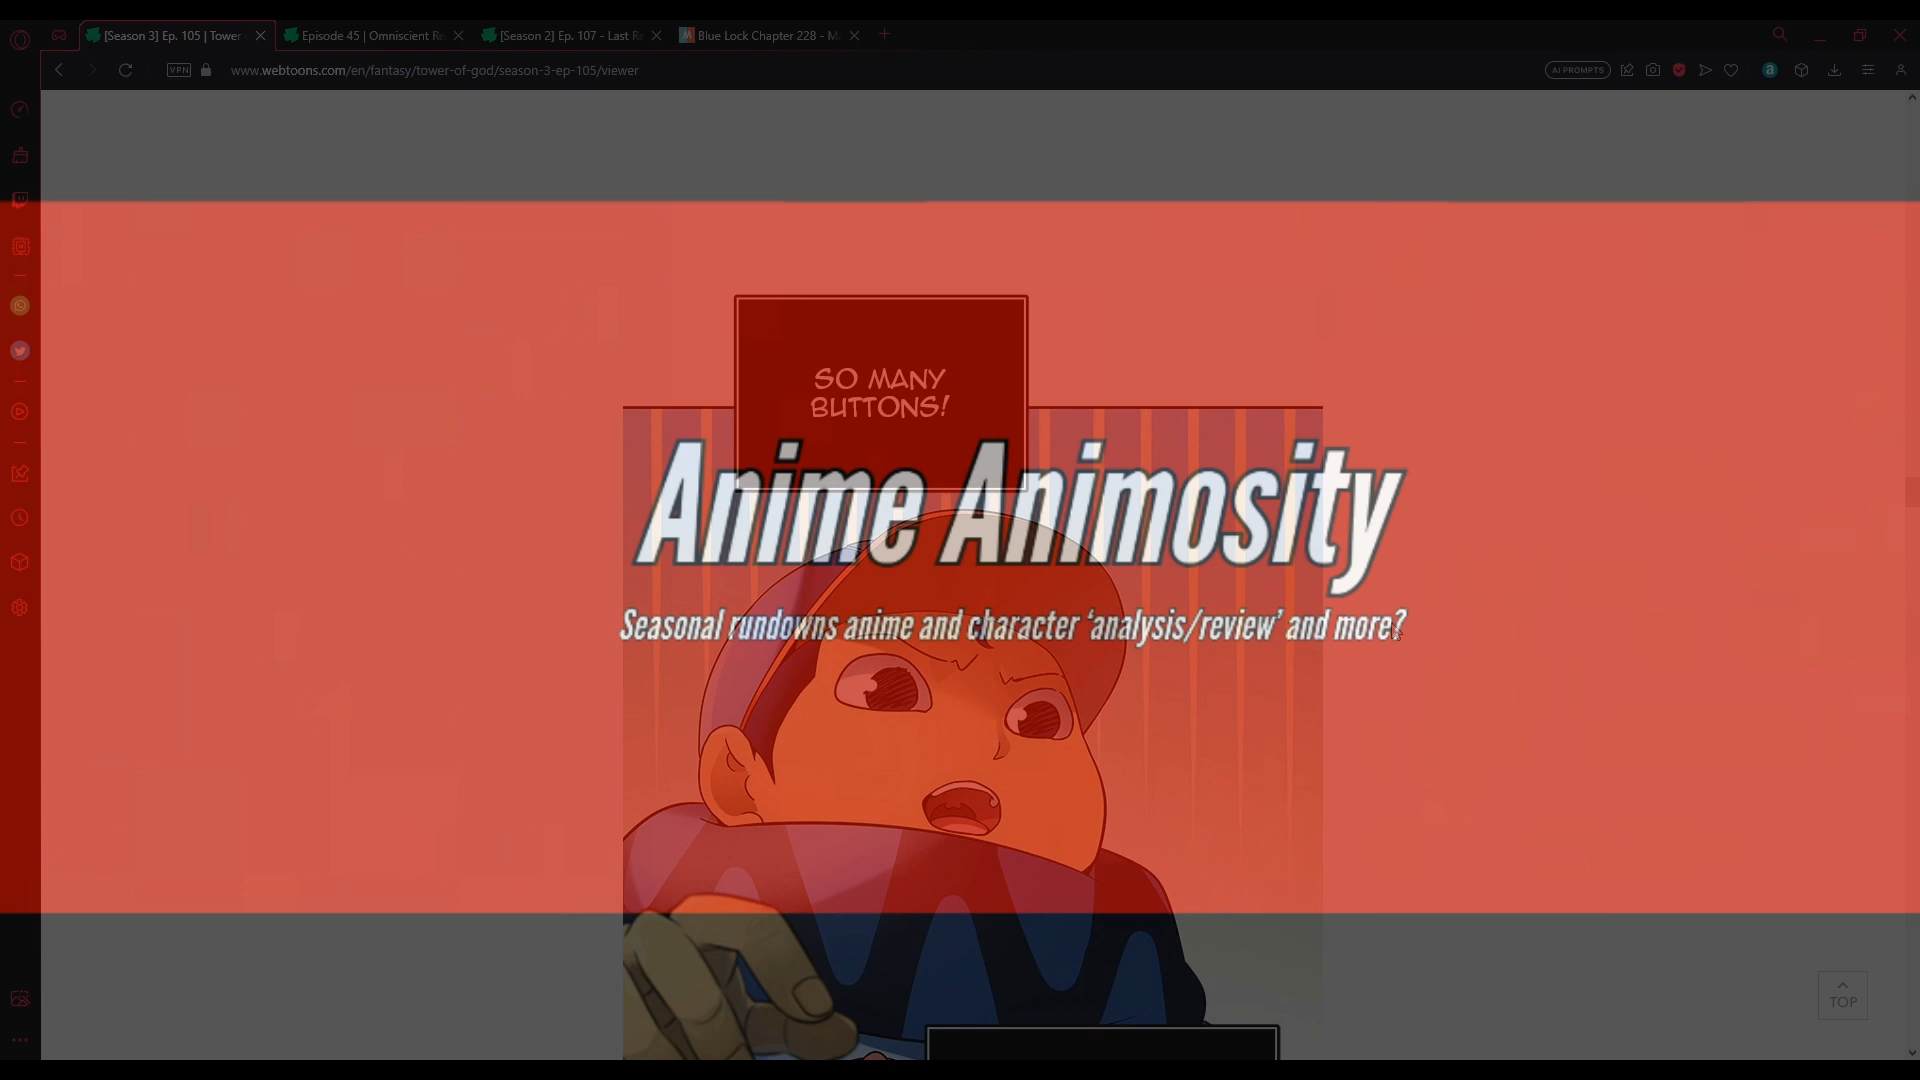 [Season 3] Ep. 105 | Tower
Episode 45 | Omniscient Re
[Season 2] Ep. 107 - Last Re
Blue Lock Chapter 228 - M
VPN
www.webtoons.com/en/fantasy/tower-of-god/season-3-ep-105/viewer
AI PROMPTS
SO MANY
BUTTONS!
Anime Animosity
Seasonal rundowns anime and character 'analysis/review' and more?
TOP